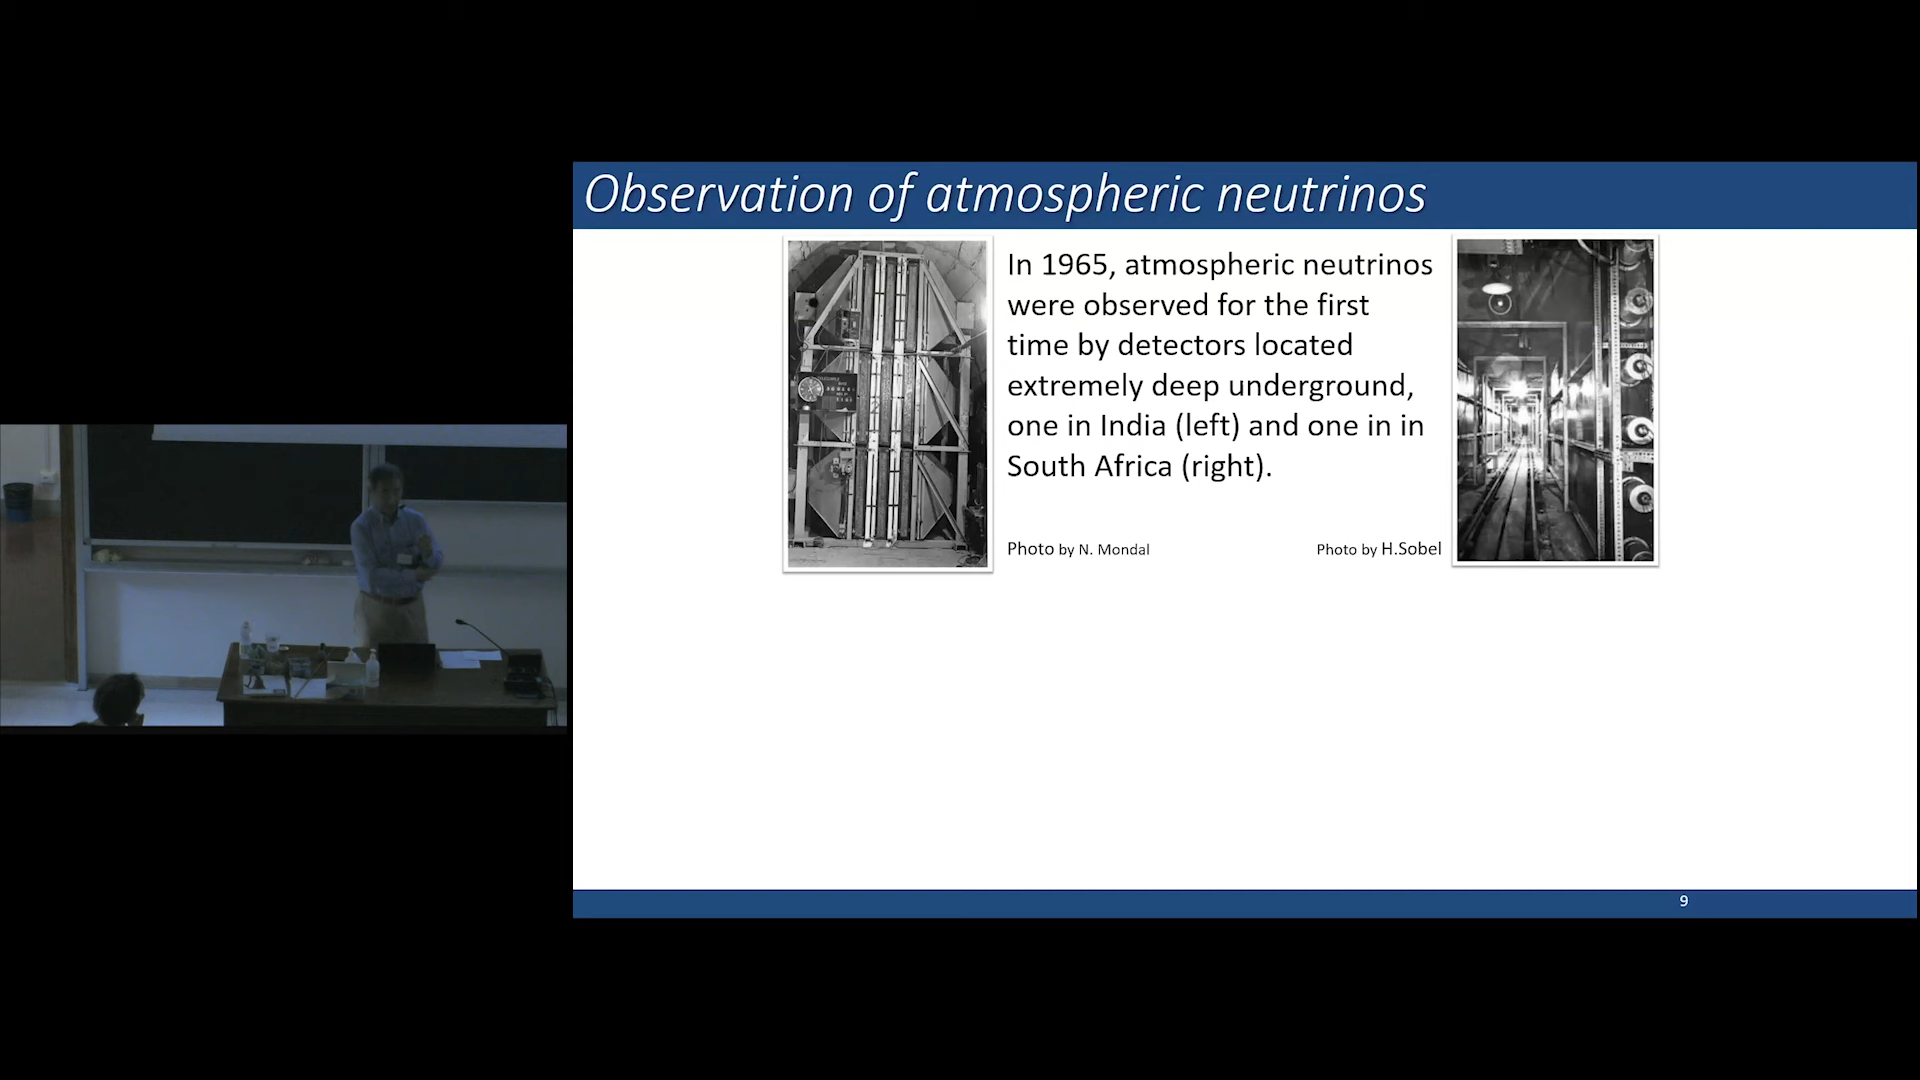 Observation of atmospheric neutrinos
In 1965, atmospheric neutrinos
were observed for the first
time by detectors located
extremely deep underground,
one in India (left) and one in in
South Africa (right).
Photo by N. Mondal
Photo by H.Sobel
9